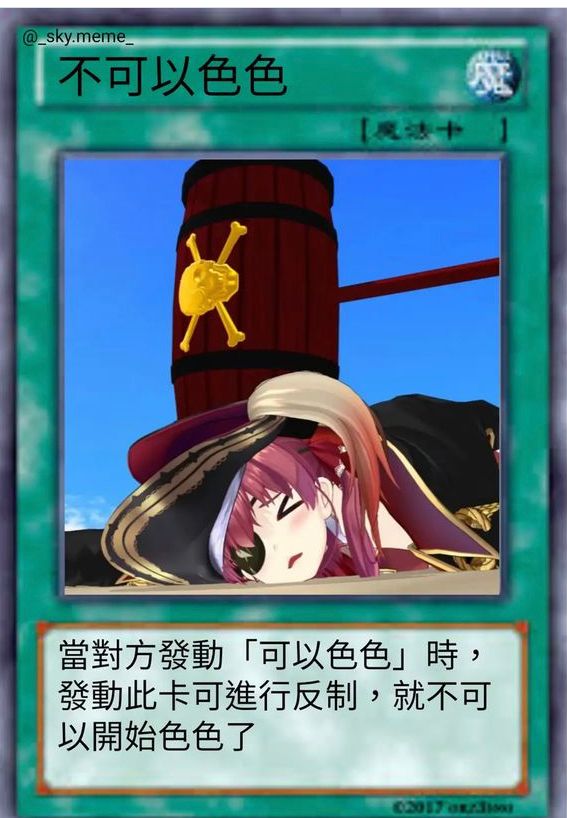 @_sky.meme_
不可以色色
[魔法卡 ]
當對方發動「可以色色」時，
發動此卡可進行反制，就不可
以開始色色了
©2017